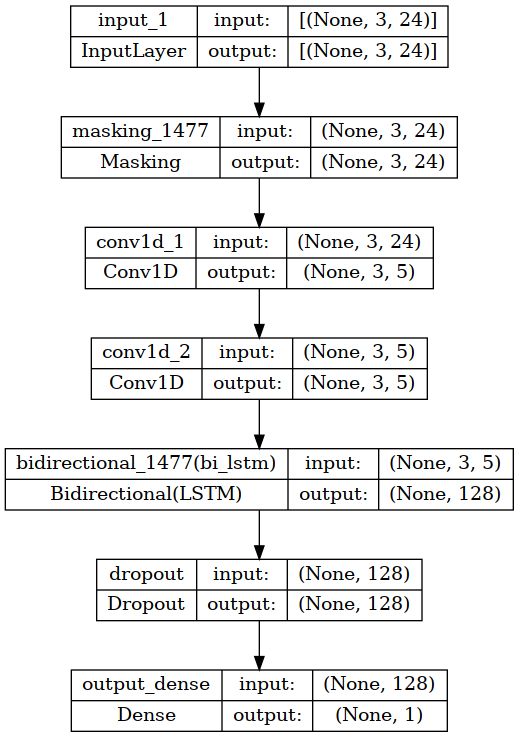 input_1 input: [(None, 3, 24)]
InputLayer output: [(None, 3, 24)]
masking_1477 input: (None, 3, 24)
Masking output: (None, 3, 24)
conv1d_1 input: (None, 3, 24)
Conv1D output: (None, 3, 5)
conv1d_2 input: (None, 3, 5)
Conv1D output: (None, 3, 5)
bidirectional_1477(bi_lstm) input: (None, 3, 5)
Bidirectional(LSTM) output: (None, 128)
dropout input: (None, 128)
Dropout output: (None, 128)
output_dense input: (None, 128)
Dense output: (None, 1)